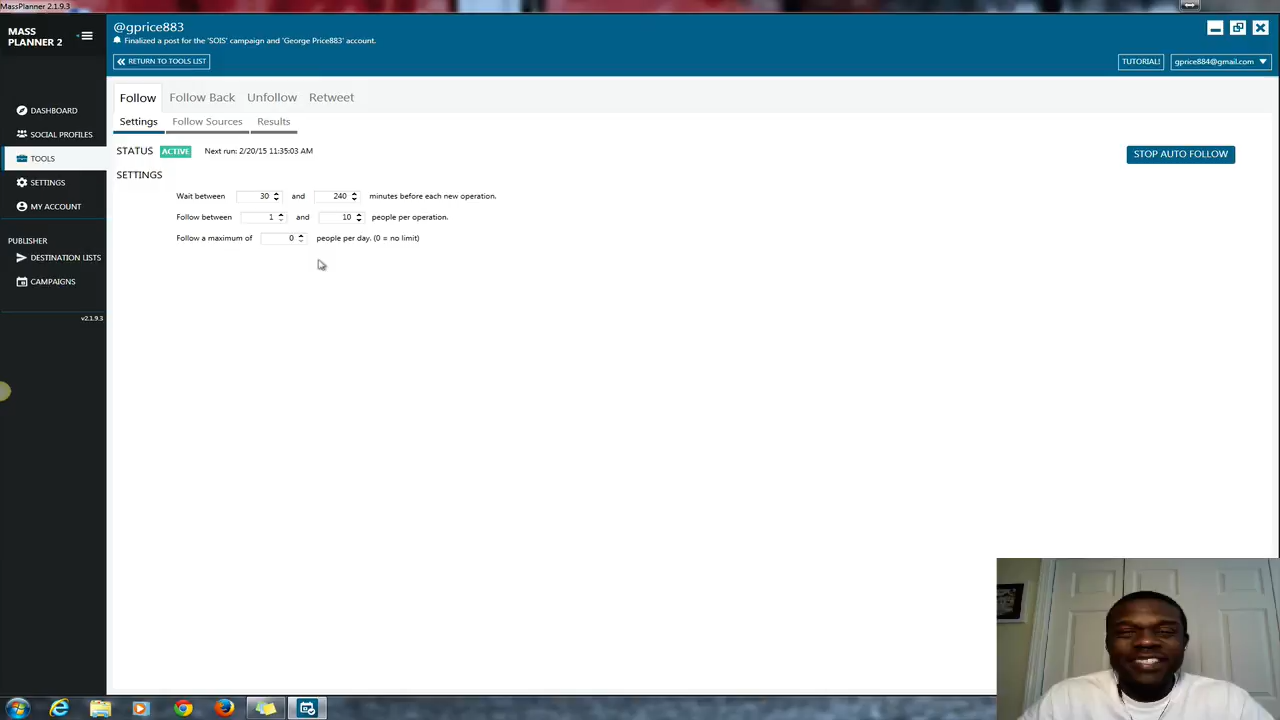 MassPlanner 2.1.9.3
MASS
PLANNER 2
@gprice883
Finalized a post for the 'SOIS' campaign and 'George Price883' account.
RETURN TO TOOLS LIST
TUTORIAL!
gprice884@gmail.com
DASHBOARD
SOCIAL PROFILES
TOOLS
SETTINGS
MY ACCOUNT
PUBLISHER
DESTINATION LISTS
CAMPAIGNS
v2.1.9.3
Follow Follow Back Unfollow Retweet
Settings Follow Sources Results
STATUS ACTIVE Next run: 2/20/15 11:35:03 AM
STOP AUTO FOLLOW
SETTINGS
Wait between 30 and 240 minutes before each new operation.
Follow between 1 and 10 people per operation.
Follow a maximum of 0 people per day. (0 = no limit)